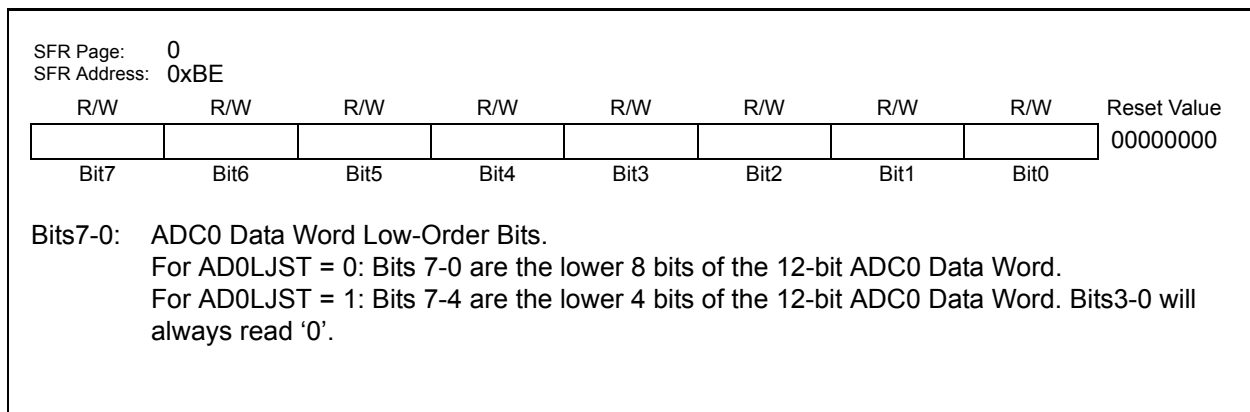 SFR Page: 0
SFR Address: 0xBE
R/W R/W R/W R/W R/W R/W R/W R/W Reset Value
00000000
Bit7 Bit6 Bit5 Bit4 Bit3 Bit2 Bit1 Bit0
Bits7-0: ADC0 Data Word Low-Order Bits.
For AD0LJST = 0: Bits 7-0 are the lower 8 bits of the 12-bit ADC0 Data Word.
For AD0LJST = 1: Bits 7-4 are the lower 4 bits of the 12-bit ADC0 Data Word. Bits3-0 will
always read ‘0’.